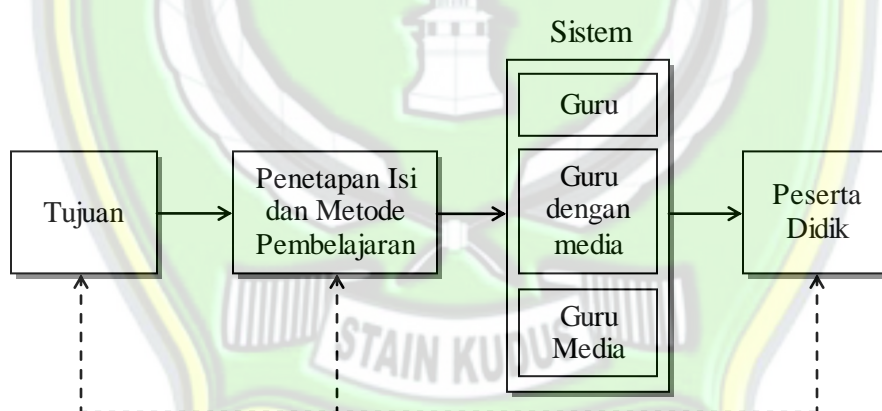 Sistem
Tujuan
Penetapan Isi
dan Metode
Pembelajaran
Guru
Guru
dengan
media
Guru
Media
Peserta
Didik
STAIN KUDUS